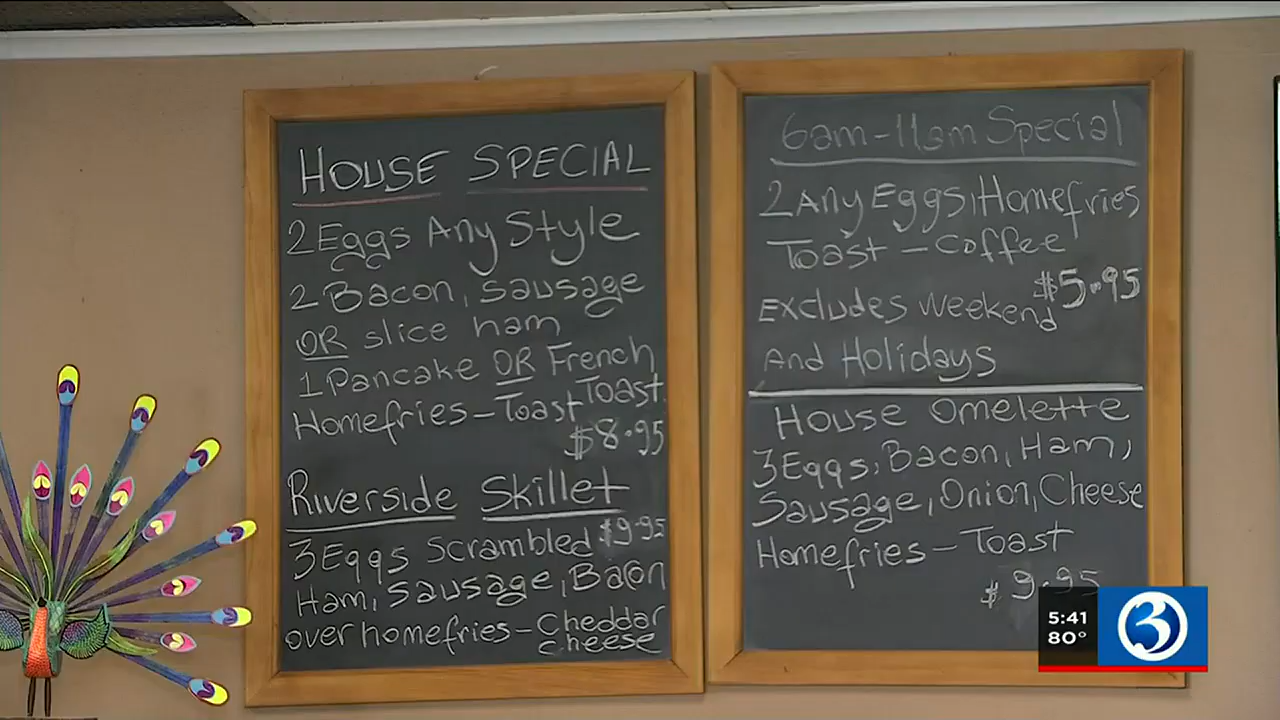 HOUSE SPECIAL
2 Eggs Any Style
2 Bacon, Sausage
OR slice ham
1 Pancake OR French
Toast
Homefries - Toast
$8.95
Riverside Skillet
3 Eggs Scrambled $9.95
Ham, Sausage, Bacon
over homefries - Cheddar
cheese
6am - 11am Special
2 Any Eggs, Homefries
Toast - Coffee
$5.95
Excludes Weekend
And Holidays
House Omelette
3 Eggs, Bacon, Ham,
Sausage, Onion, Cheese
Homefries - Toast
$9.95
5:41
80°
3